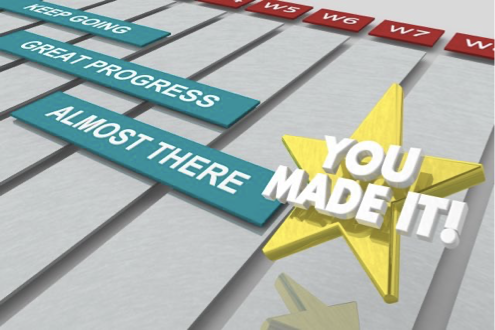 W5
W6
W7
KEEP GOING
GREAT PROGRESS
ALMOST THERE
YOU
MADE IT!